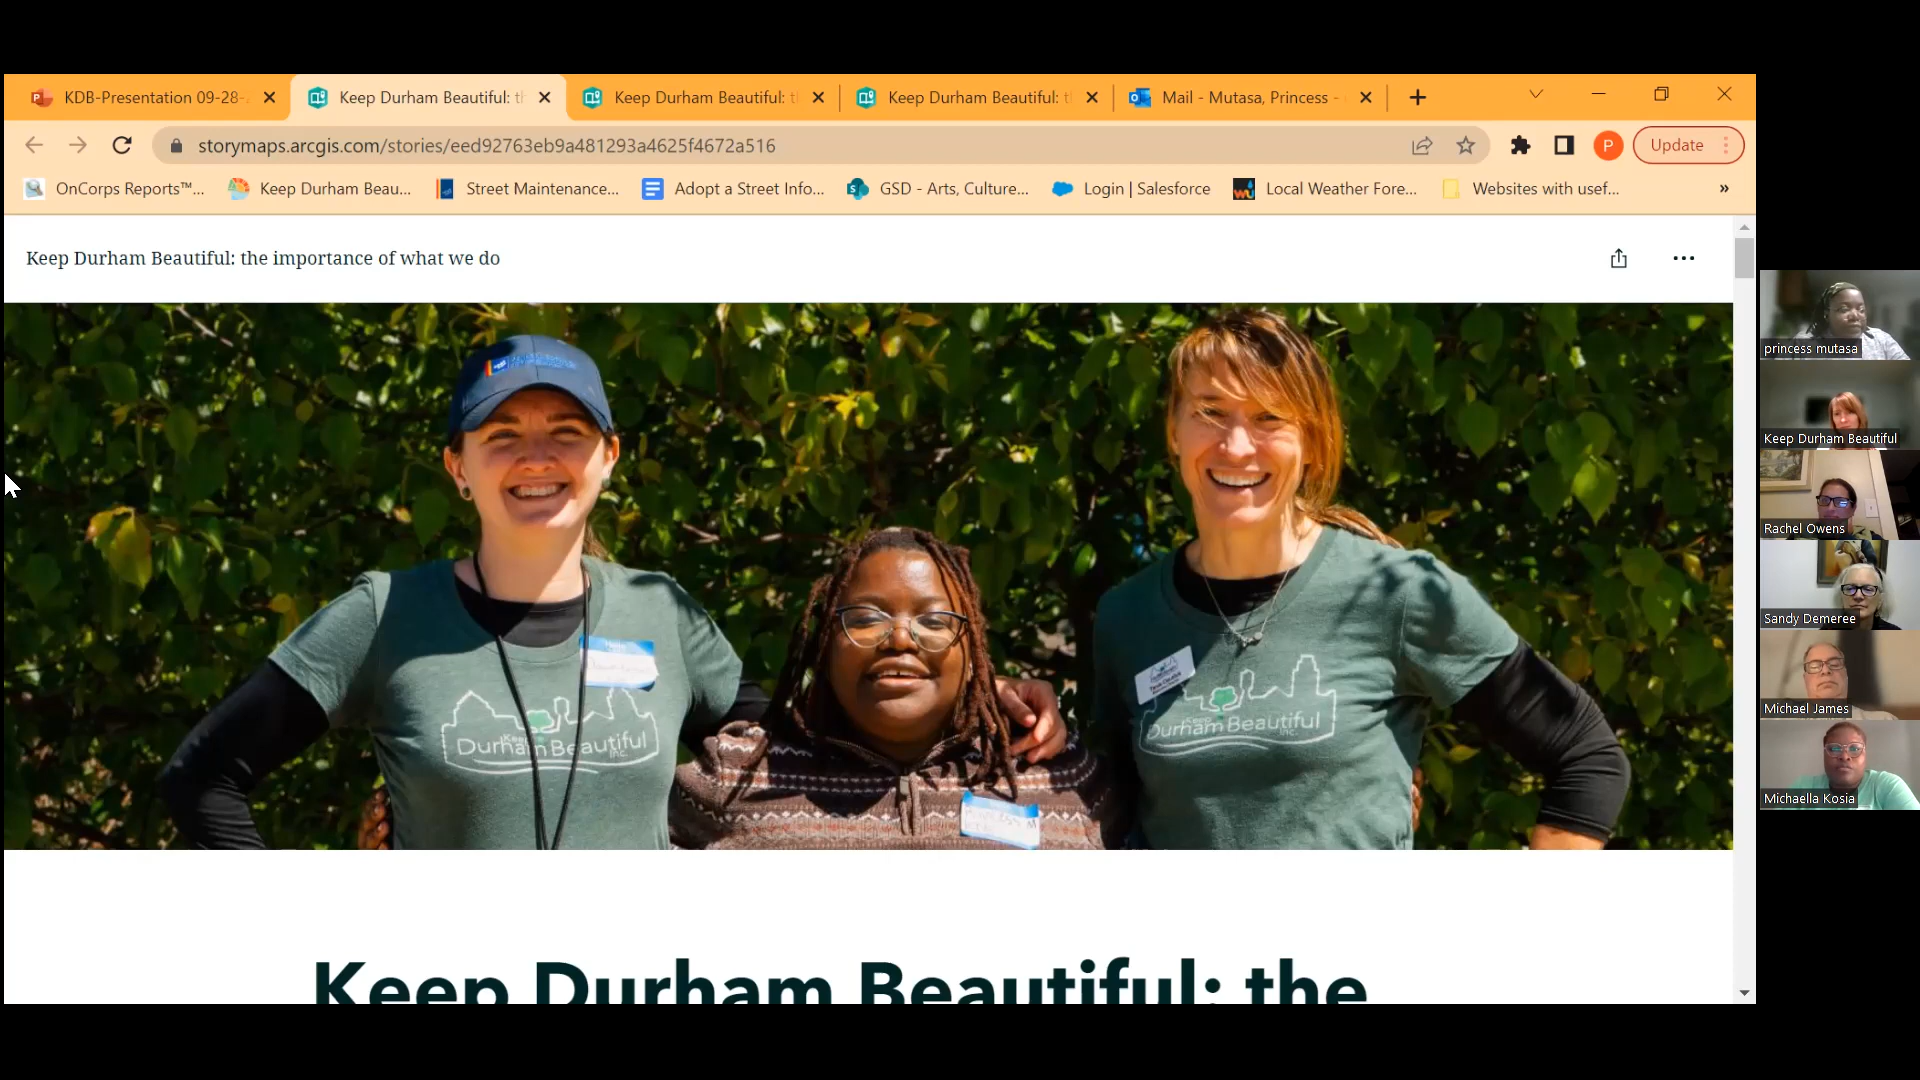 KDB-Presentation 09-28-
Keep Durham Beautiful: t
Keep Durham Beautiful: t
Keep Durham Beautiful: t
Mail - Mutasa, Princess -
storymaps.arcgis.com/stories/eed92763eb9a481293a4625f4672a516
P
Update
OnCorps Reports™...
Keep Durham Beau...
Street Maintenance...
Adopt a Street Info...
GSD - Arts, Culture...
Login | Salesforce
Local Weather Fore...
Websites with usef...
»
Keep Durham Beautiful: the importance of what we do
Keep
Durham Beautiful
INC.
Keep
Durham Beautiful
INC.
Keep Durham Beautiful: the
princess mutasa
Keep Durham Beautiful
Rachel Owens
Sandy Demeree
Michael James
Michaella Kosia